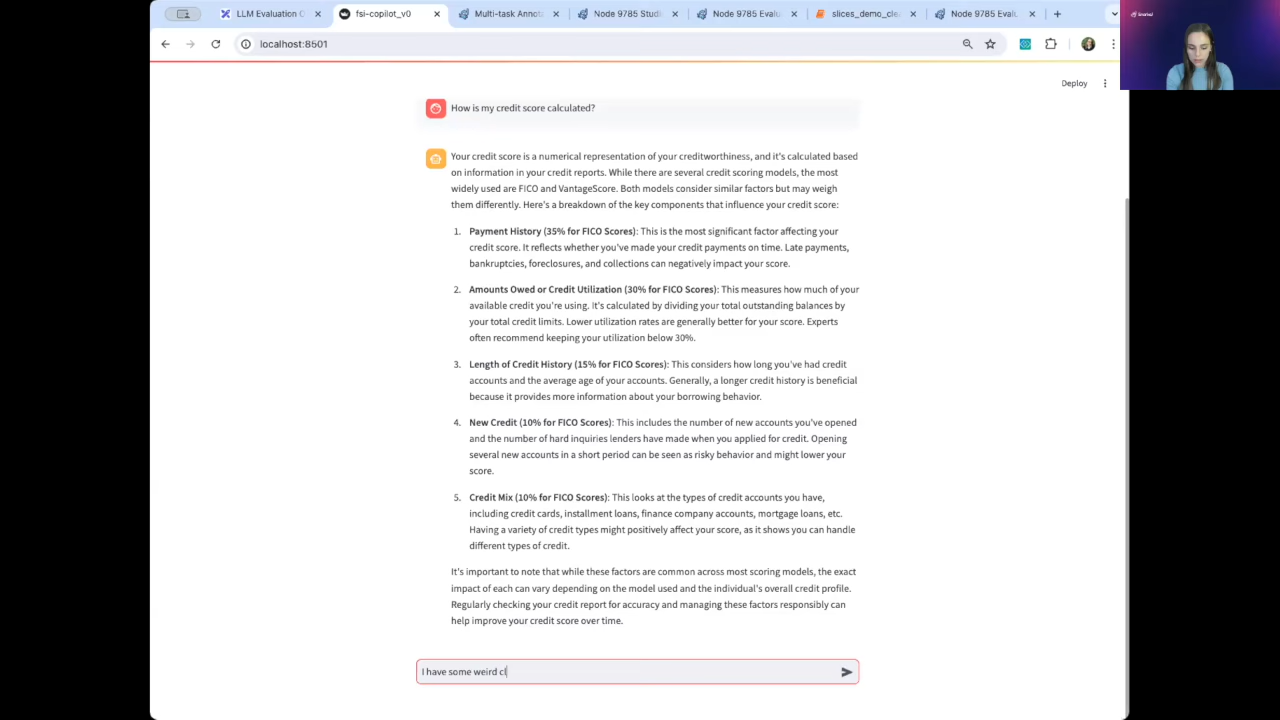 LLM Evaluation C
fsi-copilot_v0
Multi-task Annota
Node 9785 Studi
Node 9785 Evalu
slices_demo_clea
Node 9785 Evalu
localhost:8501
Deploy
How is my credit score calculated?
Your credit score is a numerical representation of your creditworthiness, and it's calculated based
on information in your credit reports. While there are several credit scoring models, the most
widely used are FICO and VantageScore. Both models consider similar factors but may weigh
them differently. Here's a breakdown of the key components that influence your credit score:
1. Payment History (35% for FICO Scores): This is the most significant factor affecting your
credit score. It reflects whether you've made your credit payments on time. Late payments,
bankruptcies, foreclosures, and collections can negatively impact your score.
2. Amounts Owed or Credit Utilization (30% for FICO Scores): This measures how much of your
available credit you're using. It's calculated by dividing your total outstanding balances by
your total credit limits. Lower utilization rates are generally better for your score. Experts
often recommend keeping your utilization below 30%.
3. Length of Credit History (15% for FICO Scores): This considers how long you've had credit
accounts and the average age of your accounts. Generally, a longer credit history is beneficial
because it provides more information about your borrowing behavior.
4. New Credit (10% for FICO Scores): This includes the number of new accounts you've opened
and the number of hard inquiries lenders have made when you applied for credit. Opening
several new accounts in a short period can be seen as risky behavior and might lower your
score.
5. Credit Mix (10% for FICO Scores): This looks at the types of credit accounts you have,
including credit cards, installment loans, finance company accounts, mortgage loans, etc.
Having a variety of credit types might positively affect your score, as it shows you can handle
different types of credit.
It's important to note that while these factors are common across most scoring models, the exact
impact of each can vary depending on the model used and the individual's overall credit profile.
Regularly checking your credit report for accuracy and managing these factors responsibly can
help improve your credit score over time.
I have some weird cl